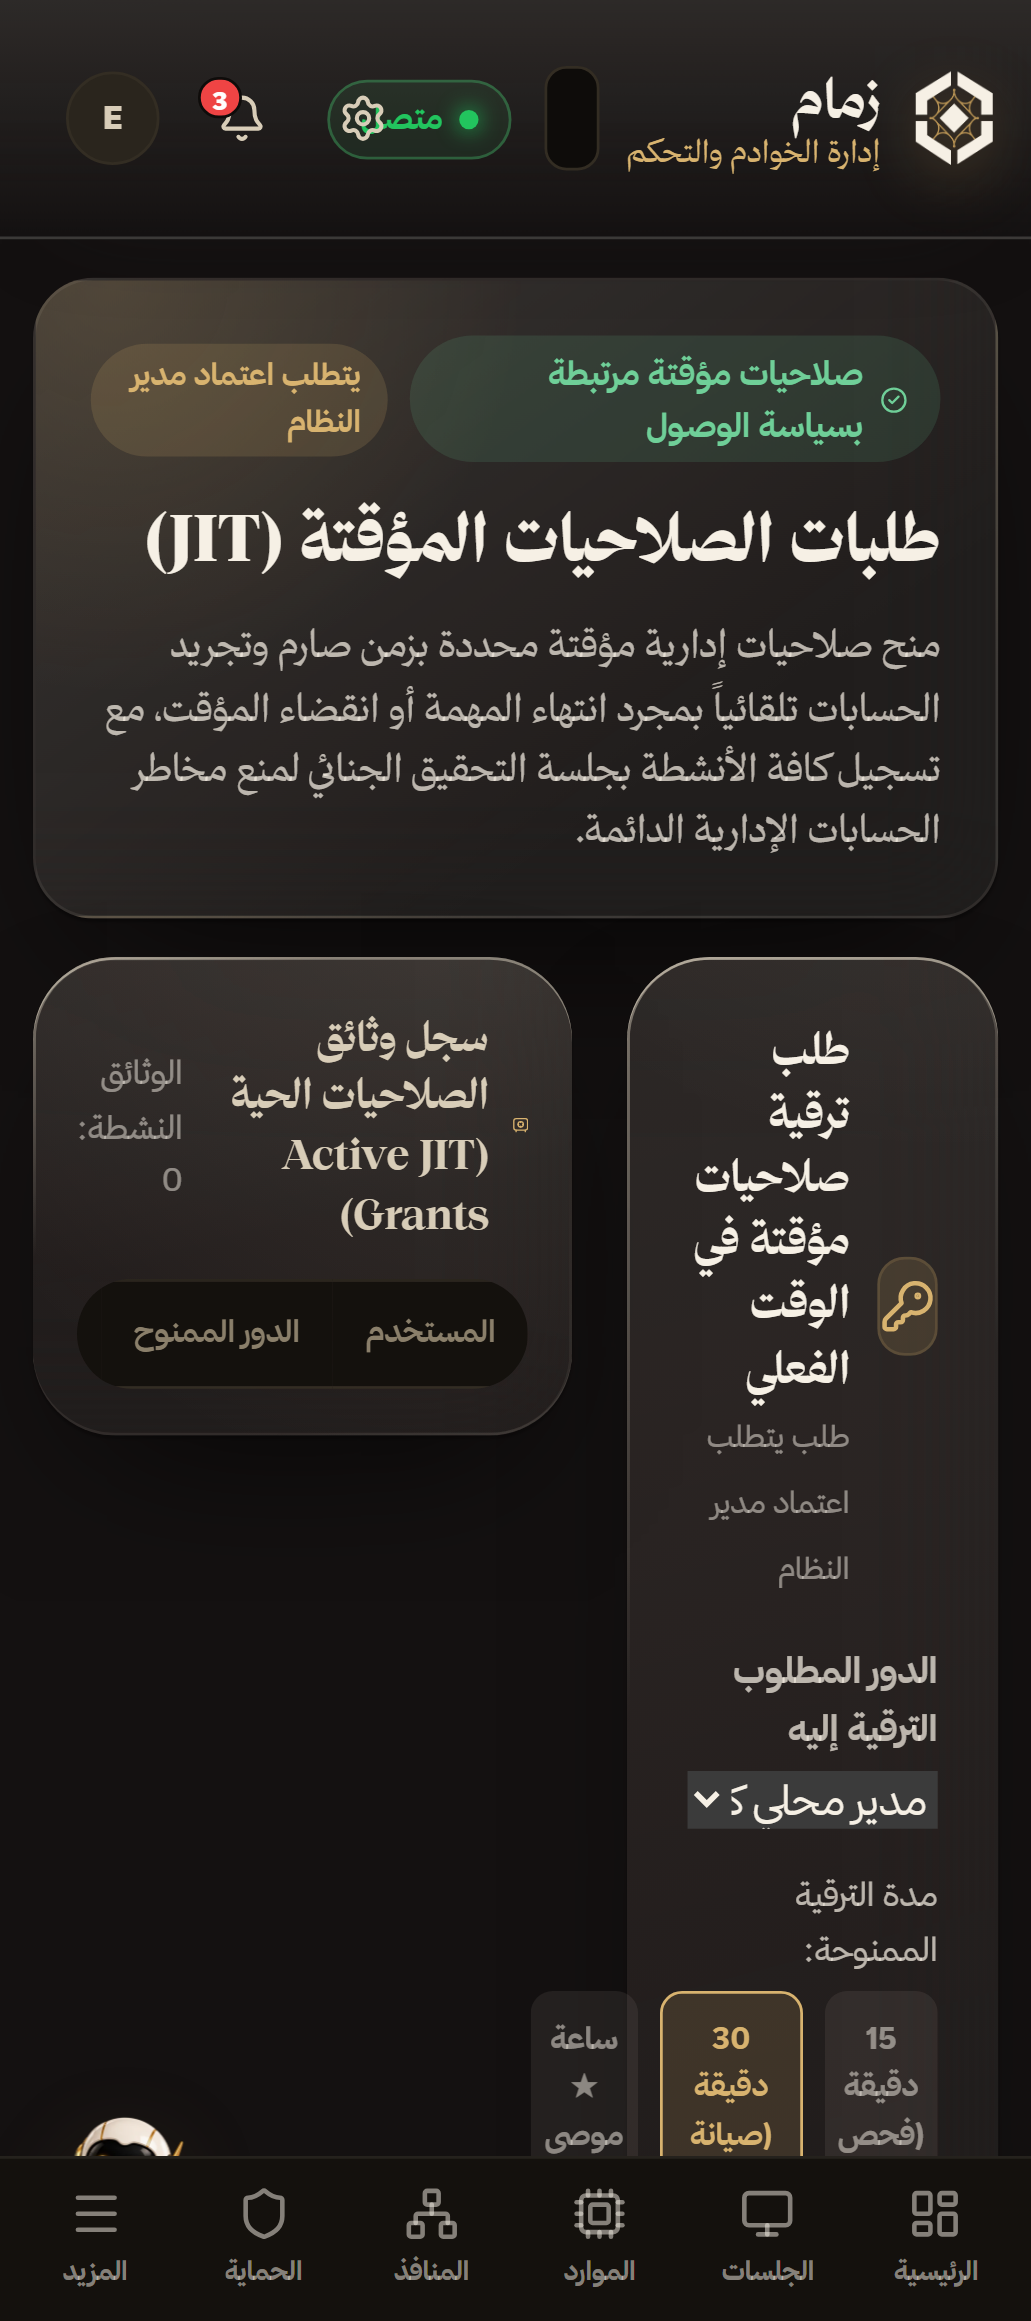 زمام
إدارة الخوادم والتحكم
متصل
3
E
صلاحيات مؤقتة مرتبطة
بسياسة الوصول
يتطلب اعتماد مدير
النظام
طلبات الصلاحيات المؤقتة (JIT)
منح صلاحيات إدارية مؤقتة محددة بزمن صارم وتجريد
الحسابات تلقائياً بمجرد انتهاء المهمة أو انقضاء المؤقت، مع
تسجيل كافة الأنشطة بجلسة التحقيق الجنائي لمنع مخاطر
الحسابات الإدارية الدائمة.
طلب
ترقية
صلاحيات
مؤقتة في
الوقت
الفعلي
طلب يتطلب
اعتماد مدير
النظام
الدور المطلوب
الترقية إليه
مدير محلي ك
مدة الترقية
الممنوحة:
15
دقيقة
(فحص
30
دقيقة
(صيانة
ساعة
★
موصى
سجل وثائق
الصلاحيات الحية
(Active JIT
Grants)
الوثائق
النشطة:
0
المستخدم
الدور الممنوح
الرئيسية
الجلسات
الموارد
المنافذ
الحماية
المزيد